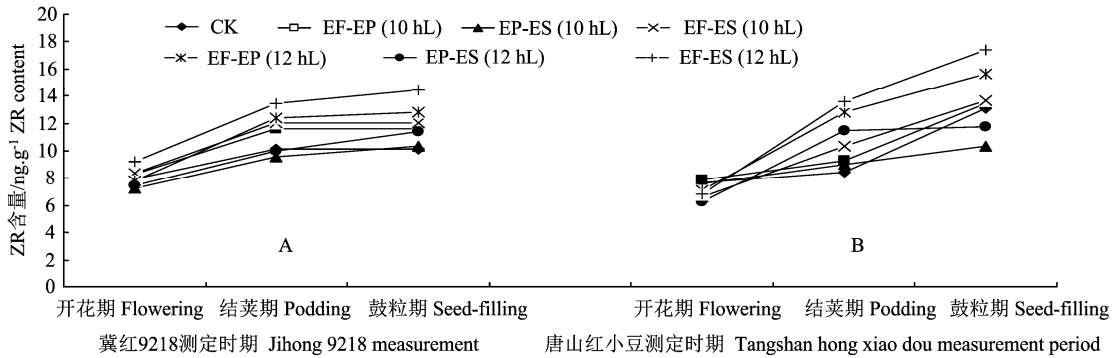 ZR含量/ng.g-1 ZR content
20
18
16
14
12
10
8
6
4
2
0
CK
EF-EP (10 hL)
EP-ES (10 hL)
EF-ES (10 hL)
EF-EP (12 hL)
EP-ES (12 hL)
EF-ES (12 hL)
A
B
开花期 Flowering
结荚期 Podding
鼓粒期 Seed-filling
开花期 Flowering
结荚期 Podding
鼓粒期 Seed-filling
冀红9218测定时期 Jihong 9218 measurement
唐山红小豆测定时期 Tangshan hong xiao dou measurement period